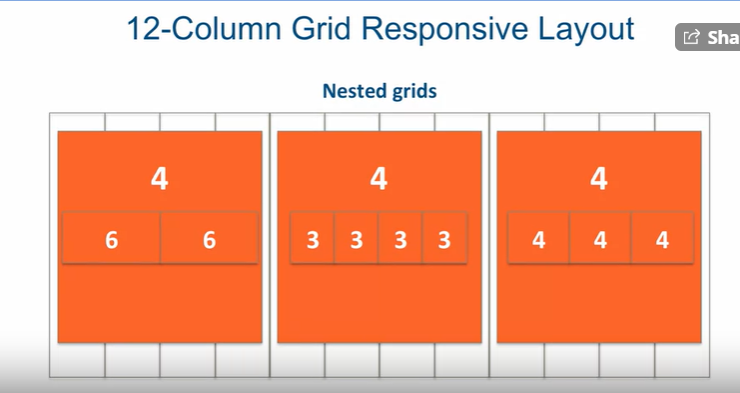 12-Column Grid Responsive Layout
Sha
Nested grids
4 4 4
6 6 3 3 3 3 4 4 4